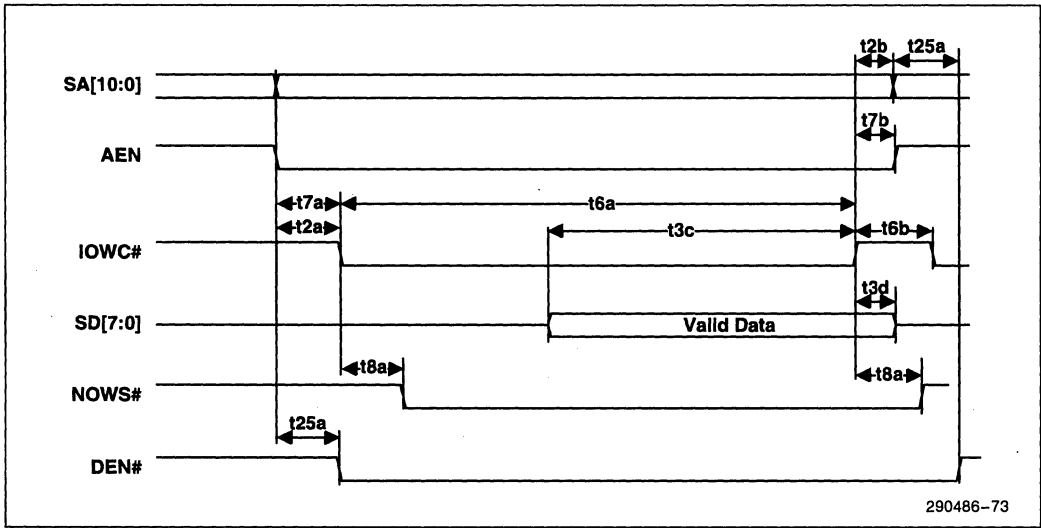 t2b t25a
SA[10:0]
t7b
AEN
t7a t6a
t2a t3c t6b
IOWC#
t3d
SD[7:0] Valid Data
t8a t8a
NOWS#
t25a
DEN#
290486-73